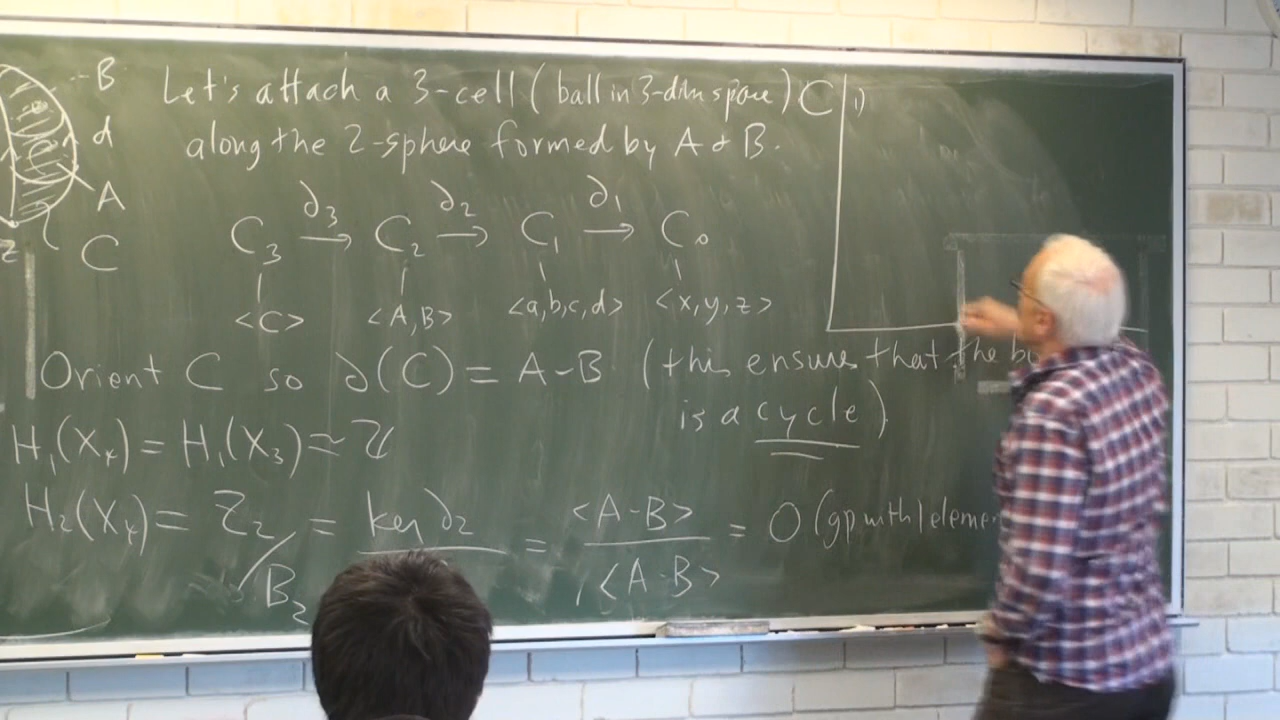 B
d
A
C
z
Let's attach a 3-cell (ball in 3-dim space) C
along the 2-sphere formed by A & B.
∂₃ ∂₂ ∂₁
C₃ → C₂ → C₁ → C₀
<C> <A,B> <a,b,c,d> <x,y,z>
Orient C so ∂(C) = A-B (this ensure that the b
is a cycle)
H₁(X₄) = H₁(X₃) ≈ Z
H₂(X₄) = Z₂/B₂ = ker ∂₂ = <A-B>/<A-B> = 0 (gp with 1 elemen
1)